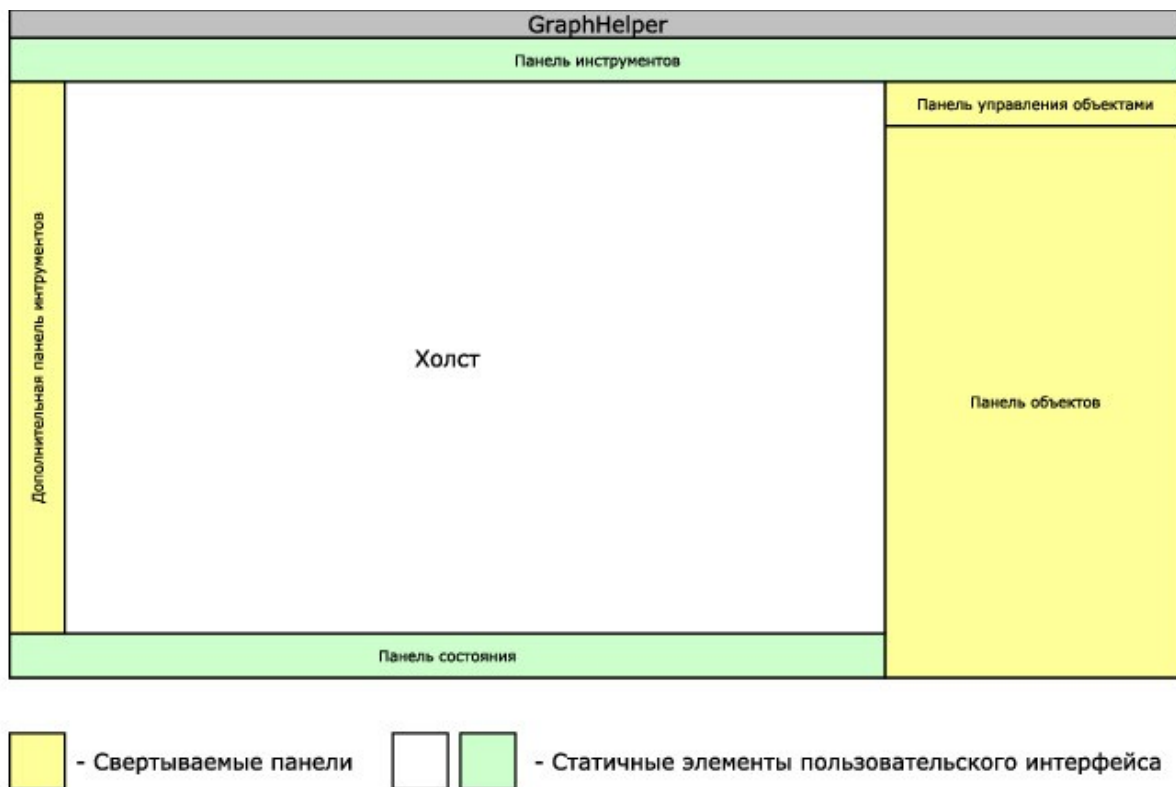 GraphHelper
Панель инструментов
Панель управления объектами
Дополнительная панель интрументов
Холст
Панель объектов
Панель состояния
- Свертываемые панели
- Статичные элементы пользовательского интерфейса